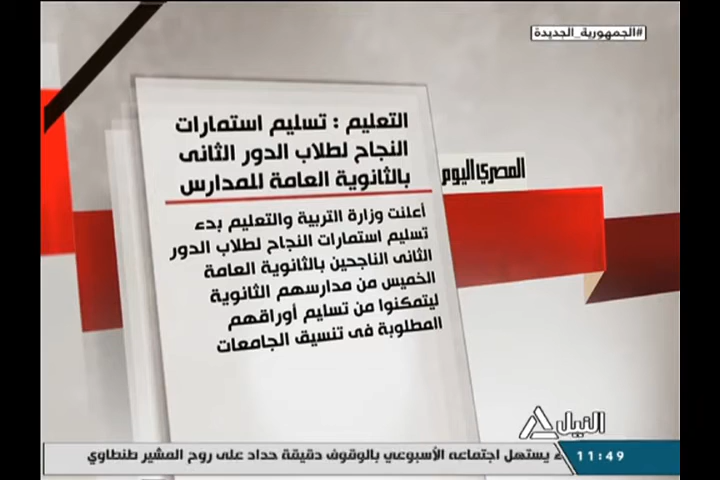 #الجمهورية_الجديدة
التعليم : تسليم استمارات
النجاح لطلاب الدور الثانى
بالثانوية العامة للمدارس
المصري اليوم
أعلنت وزارة التربية والتعليم بدء
تسليم استمارات النجاح لطلاب الدور
الثانى الناجحين بالثانوية العامة
الخميس من مدارسهم الثانوية
ليتمكنوا من تسليم أوراقهم
المطلوبة فى تنسيق الجامعات
النيل
يستهل اجتماعه الأسبوعي بالوقوف دقيقة حداد على روح المشير طنطاوي
11:49